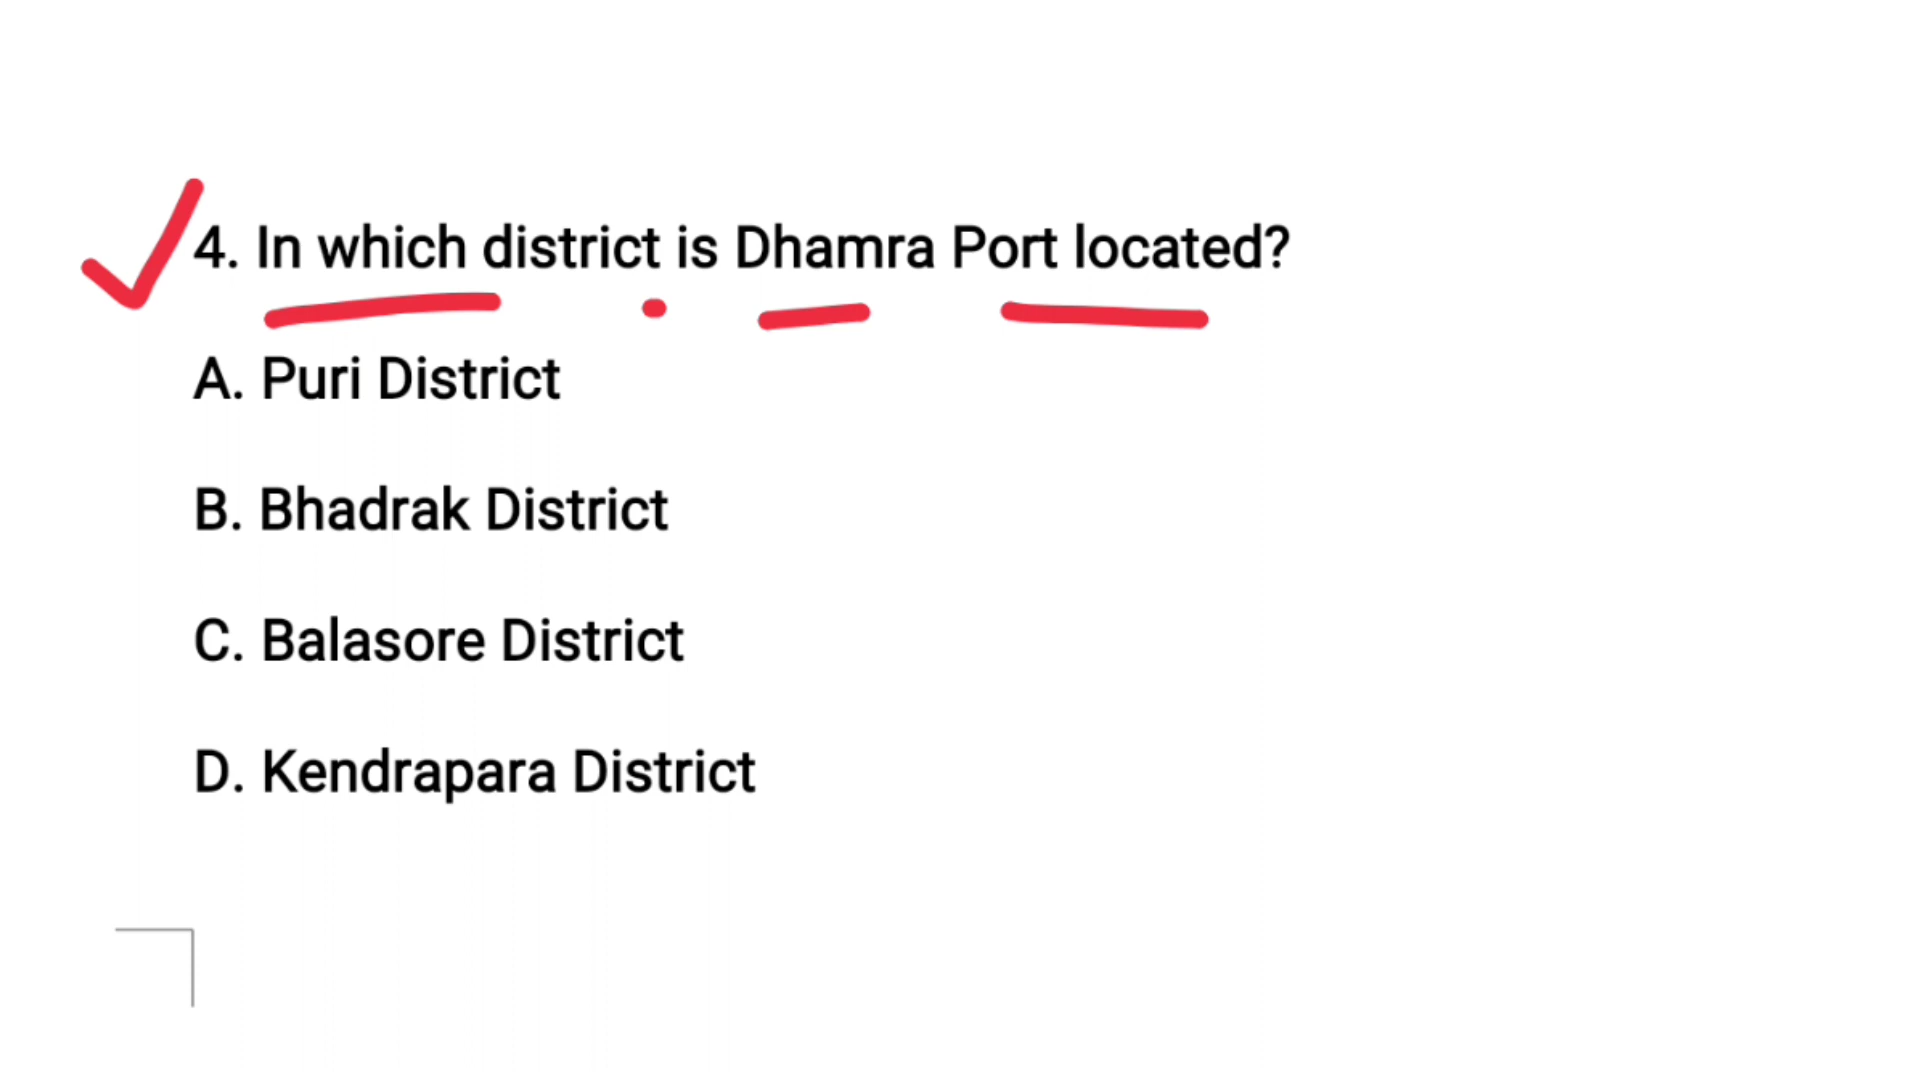 4. In which district is Dhamra Port located?
A. Puri District
B. Bhadrak District
C. Balasore District
D. Kendrapara District